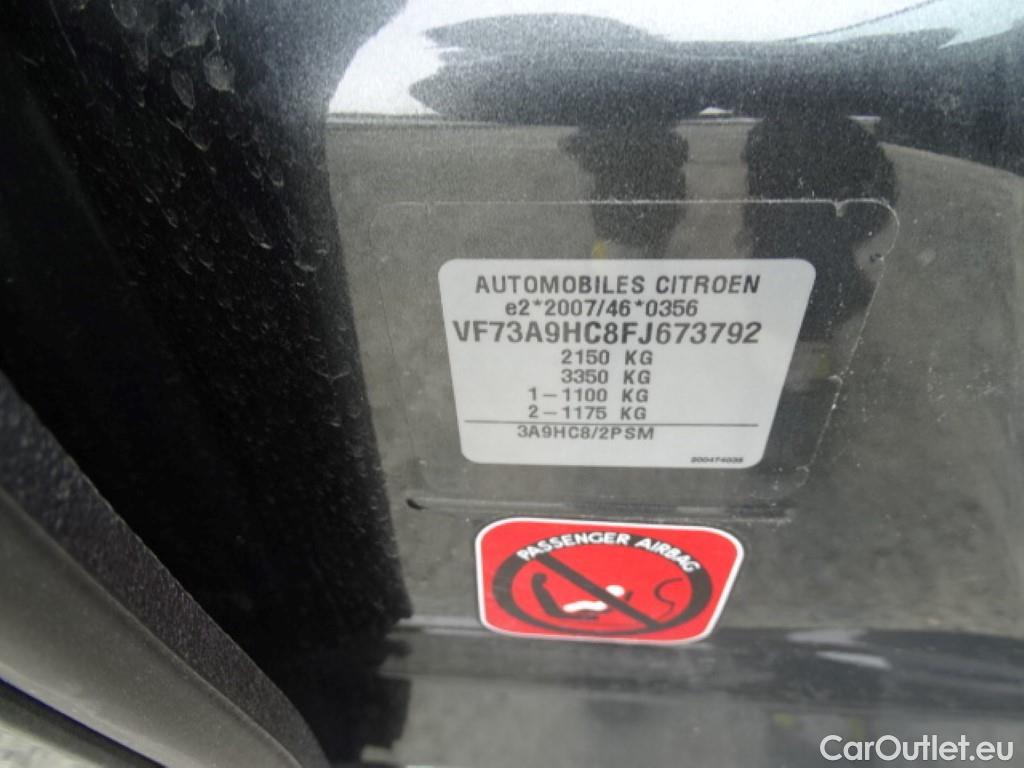 AUTOMOBILES CITROEN
e2*2007/46*0356
VF73A9HC8FJ673792
2150 KG
3350 KG
1-1100 KG
2-1175 KG
3A9HC8/2PSM
200474035
PASSENGER AIRBAG
CarOutlet.eu